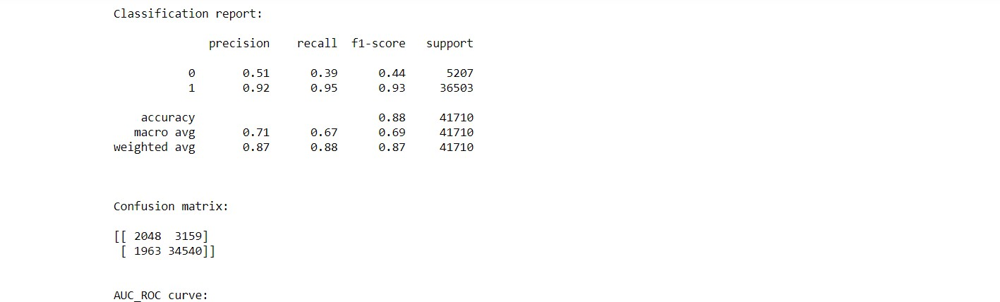 Classification report:
precision recall f1-score support
0 0.51 0.39 0.44 5207
1 0.92 0.95 0.93 36503
accuracy 0.88 41710
macro avg 0.71 0.67 0.69 41710
weighted avg 0.87 0.88 0.87 41710
Confusion matrix:
[[ 2048 3159]
[ 1963 34540]]
AUC_ROC curve: